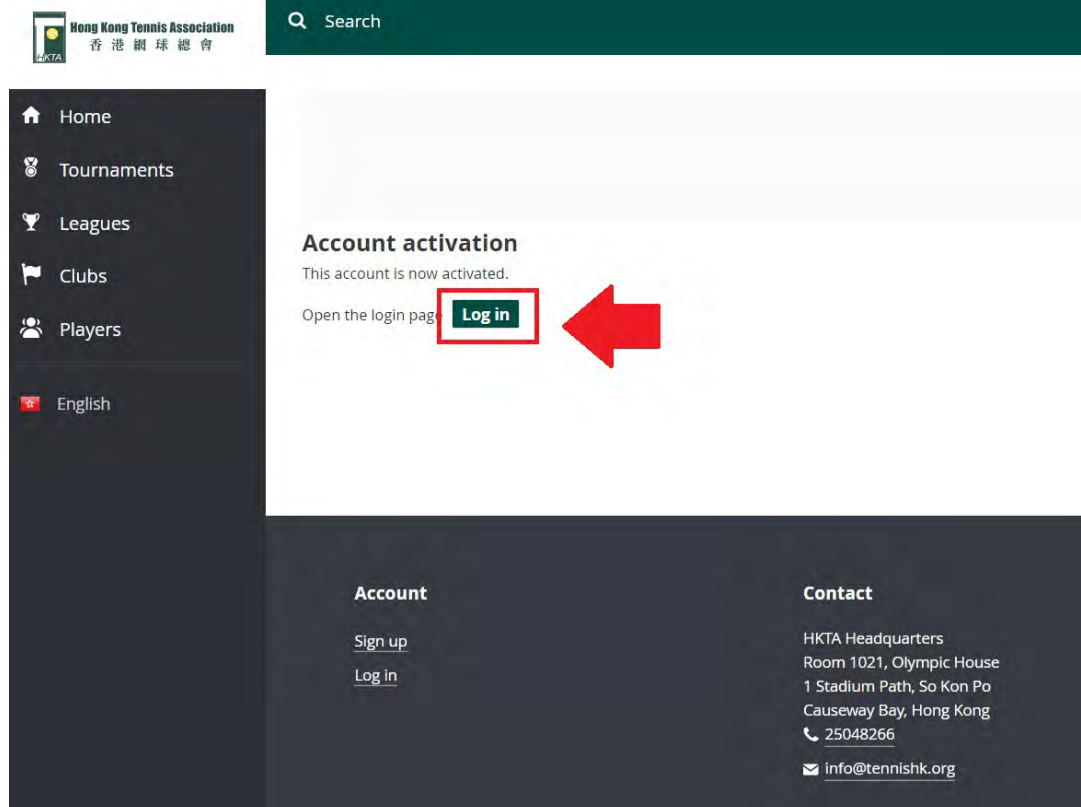 Hong Kong Tennis Association
香港網球總會
HKTA
Search
Home
Tournaments
Leagues
Clubs
Players
English
Account activation
This account is now activated.
Open the login page Log in
Account
Sign up
Log in
Contact
HKTA Headquarters
Room 1021, Olympic House
1 Stadium Path, So Kon Po
Causeway Bay, Hong Kong
25048266
info@tennishk.org